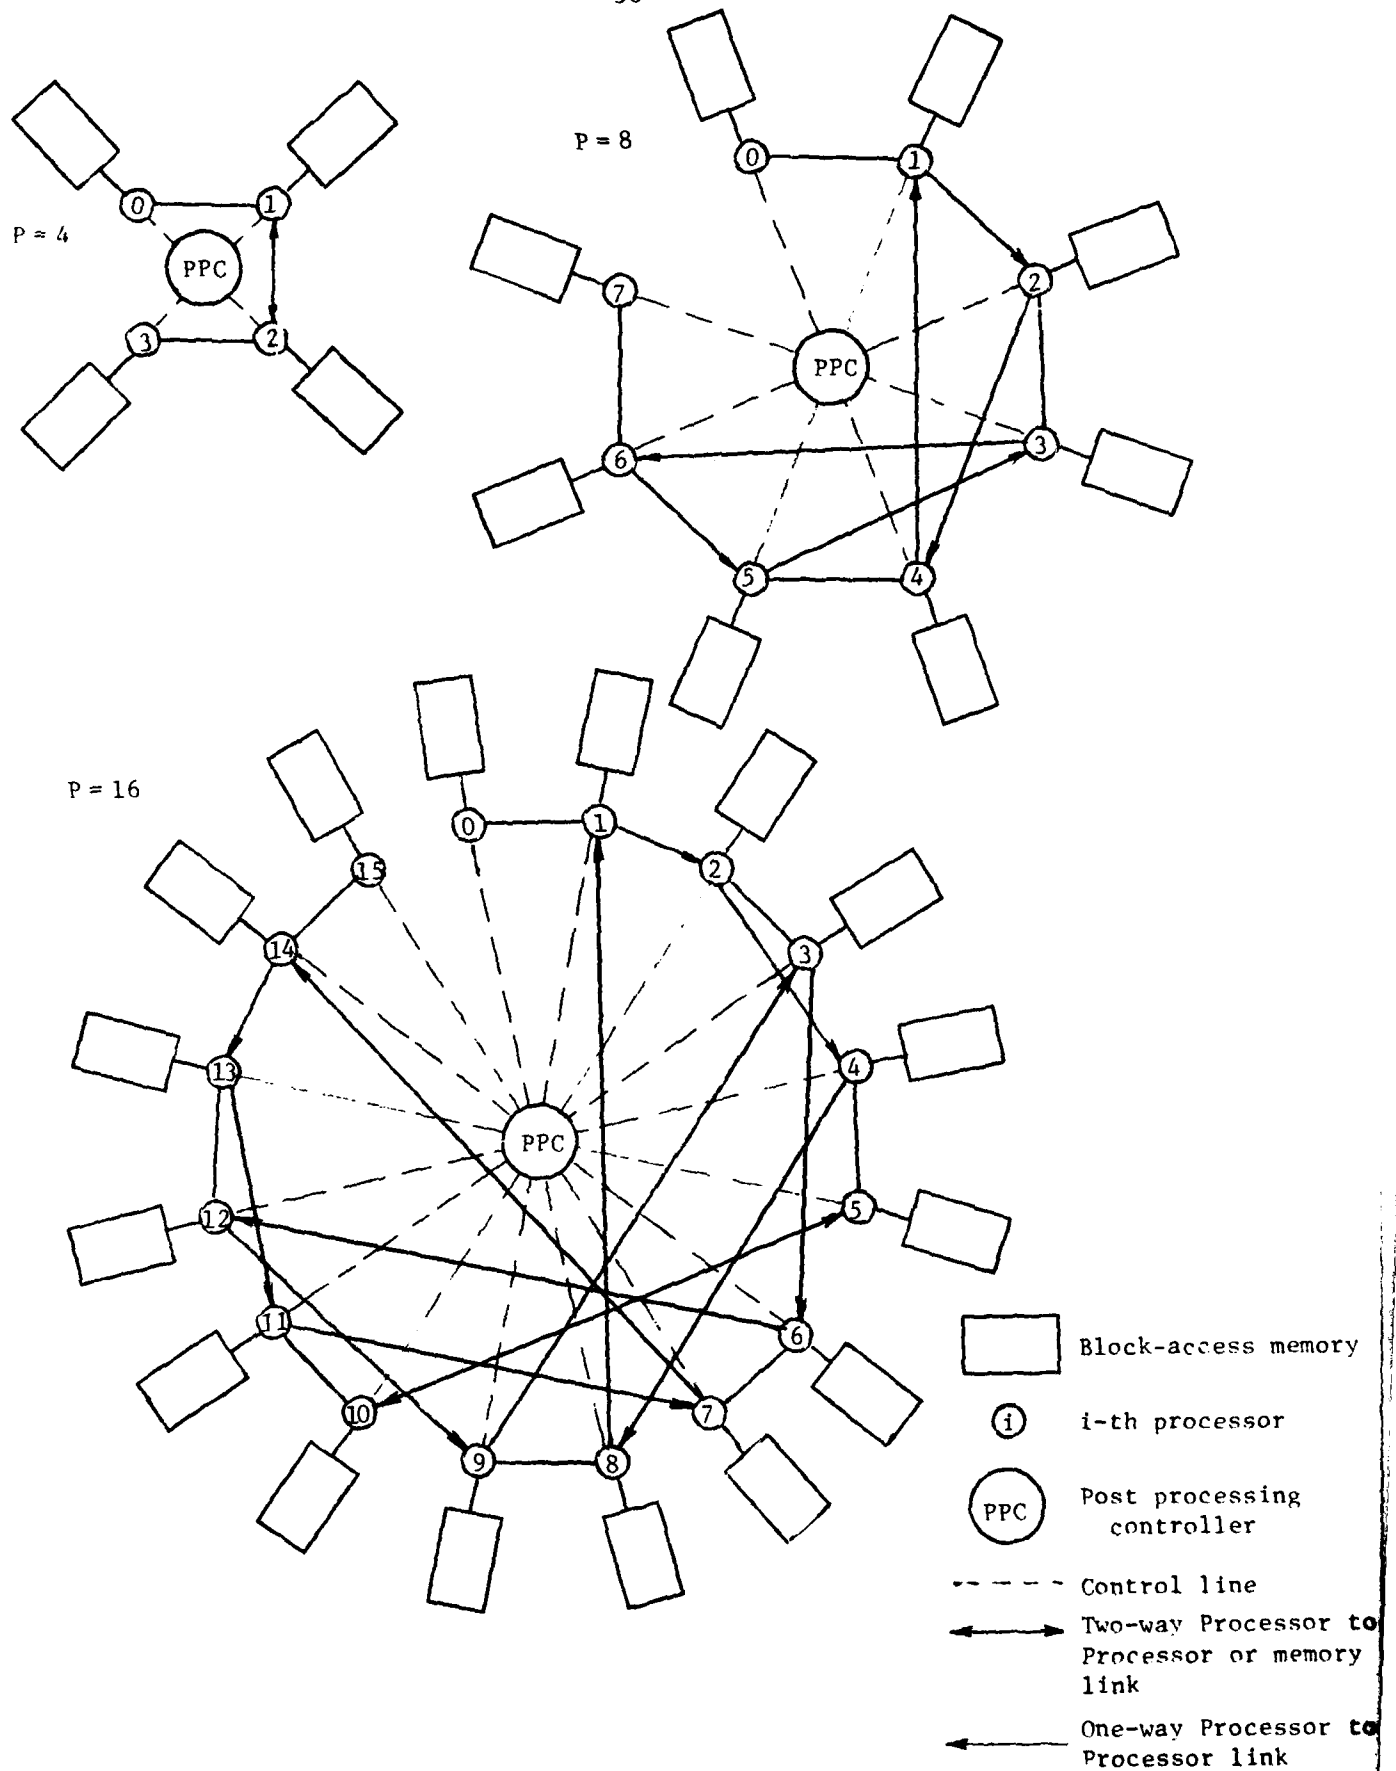 P = 4
0
1
PPC
3
2
P = 8
0
1
7
2
PPC
6
3
5
4
P = 16
0
1
15
2
14
3
13
4
PPC
12
5
11
6
10
7
9
8
Block-access memory
i
i-th processor
PPC
Post processing
controller
Control line
Two-way Processor to
Processor or memory
link
One-way Processor to
Processor link